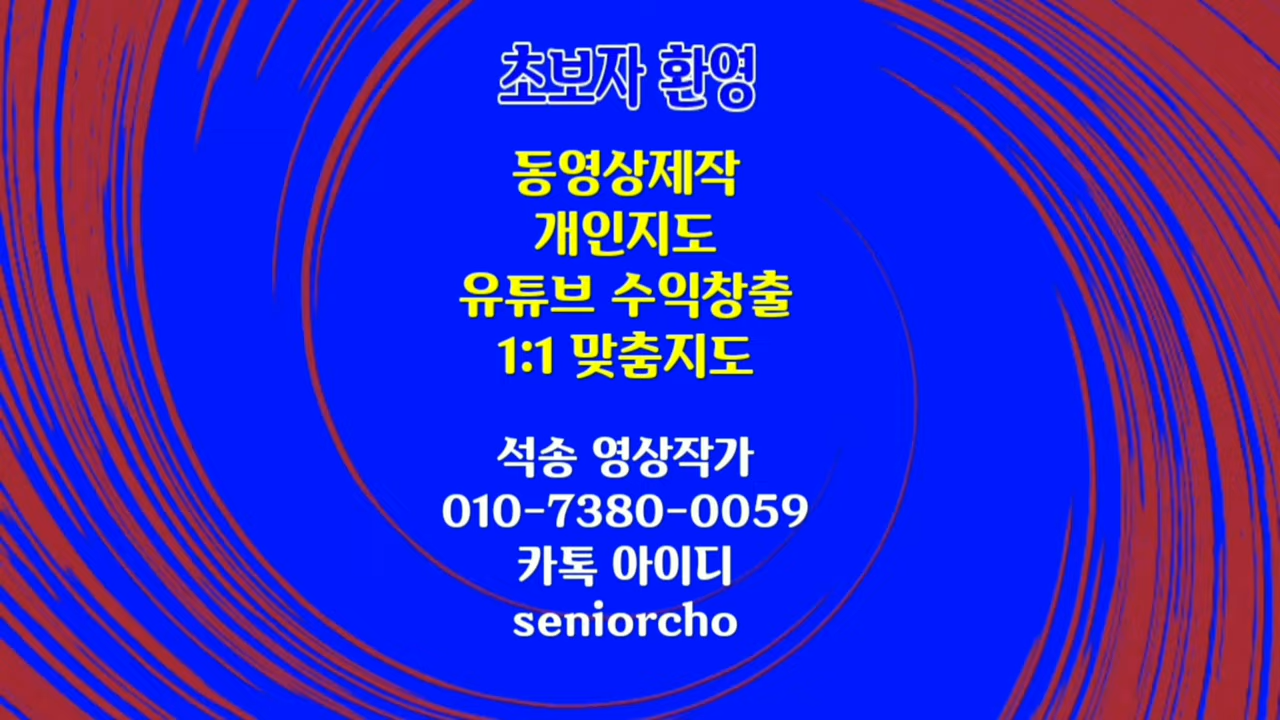 초보자 환영
동영상제작
개인지도
유튜브 수익창출
1:1 맞춤지도
석송 영상작가
010-7380-0059
카톡 아이디
seniorcho